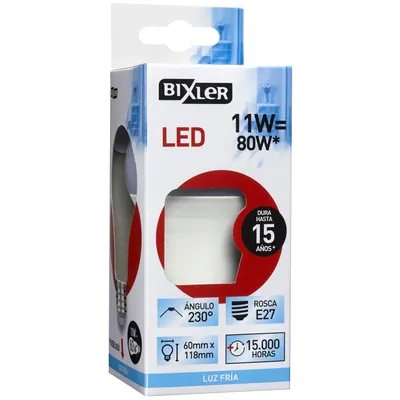 BIXLER
LED
11W=
80W*
DURA HASTA
15
AÑOS*
ÁNGULO
230°
ROSCA
E27
60mm x
118mm
15.000
HORAS
LUZ FRÍA